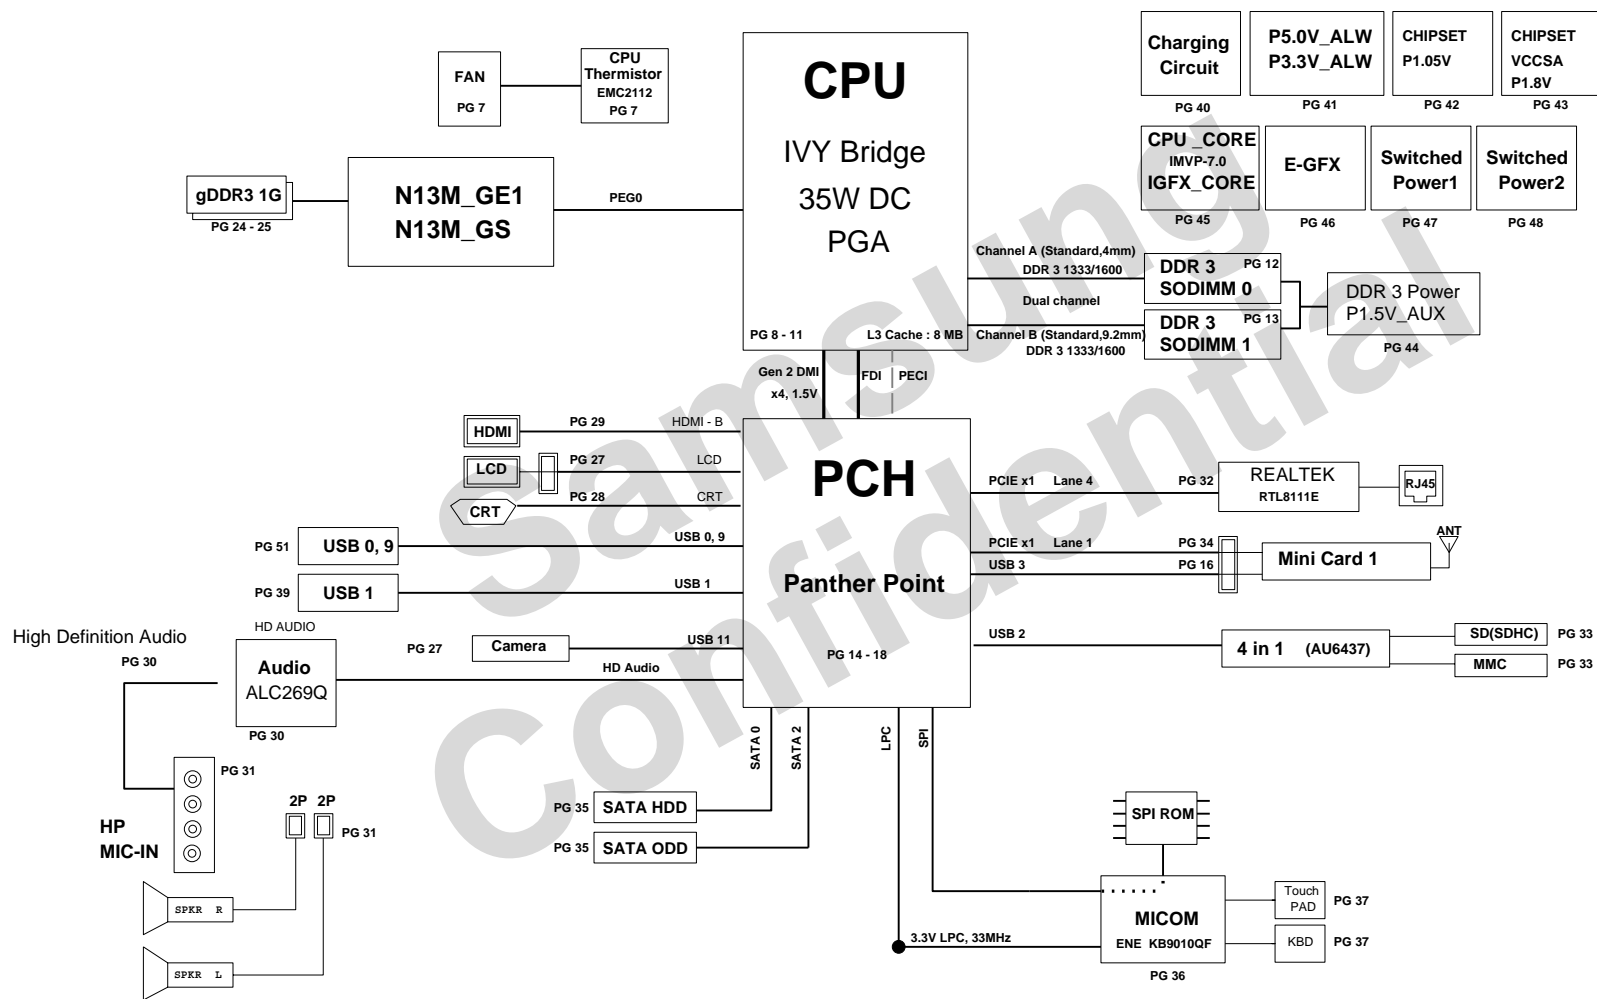 CPU
IVY Bridge
35W DC
PGA
PG 8 - 11
L3 Cache : 8 MB
FAN
PG 7
CPU
Thermistor
EMC2112
PG 7
gDDR3 1G
PG 24 - 25
N13M_GE1
N13M_GS
PEG0
Charging
Circuit
PG 40
P5.0V_ALW
P3.3V_ALW
PG 41
CHIPSET
P1.05V
PG 42
CHIPSET
VCCSA
P1.8V
PG 43
CPU _CORE
IMVP-7.0
IGFX_CORE
PG 45
E-GFX
PG 46
Switched
Power1
PG 47
Switched
Power2
PG 48
Channel A (Standard,4mm)
DDR 3 1333/1600
Dual channel
Channel B (Standard,9.2mm)
DDR 3 1333/1600
DDR 3
SODIMM 0
PG 12
DDR 3
SODIMM 1
PG 13
DDR 3 Power
P1.5V_AUX
PG 44
Gen 2 DMI
x4, 1.5V
FDI
PECI
PCH
Panther Point
PG 14 - 18
HDMI
PG 29
HDMI - B
LCD
PG 27
LCD
CRT
PG 28
CRT
PG 51
USB 0, 9
USB 0, 9
PG 39
USB 1
USB 1
PG 27
Camera
USB 11
High Definition Audio
PG 30
HD AUDIO
Audio
ALC269Q
PG 30
HD Audio
PG 31
HP
MIC-IN
2P
2P
PG 31
SPKR R
SPKR L
SATA 0
SATA 2
LPC
SPI
PG 35
SATA HDD
PG 35
SATA ODD
PCIE x1 Lane 4
PG 32
REALTEK
RTL8111E
RJ45
PCIE x1 Lane 1
PG 34
USB 3
PG 16
Mini Card 1
ANT
USB 2
4 in 1 (AU6437)
SD(SDHC)
PG 33
MMC
PG 33
SPI ROM
MICOM
ENE KB9010QF
PG 36
3.3V LPC, 33MHz
Touch
PAD
PG 37
KBD
PG 37
Samsung
Confidential